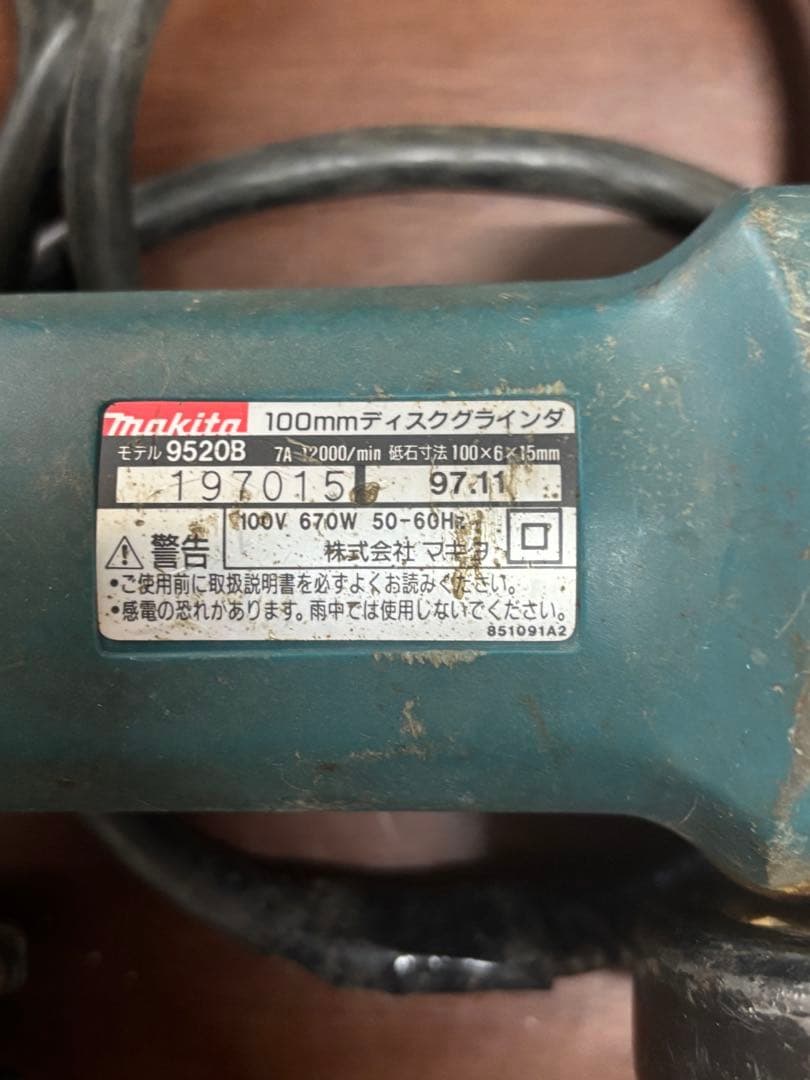 makita 100mmディスクグラインダ
モデル 9520B 7A 12000/min 砥石寸法 100×6×15mm
197015 97.11
100V 670W 50-60Hz
警告 株式会社 マキタ
•ご使用前に取扱説明書を必ずよくお読みください。
•感電の恐れがあります。雨中では使用しないでください。
851091A2